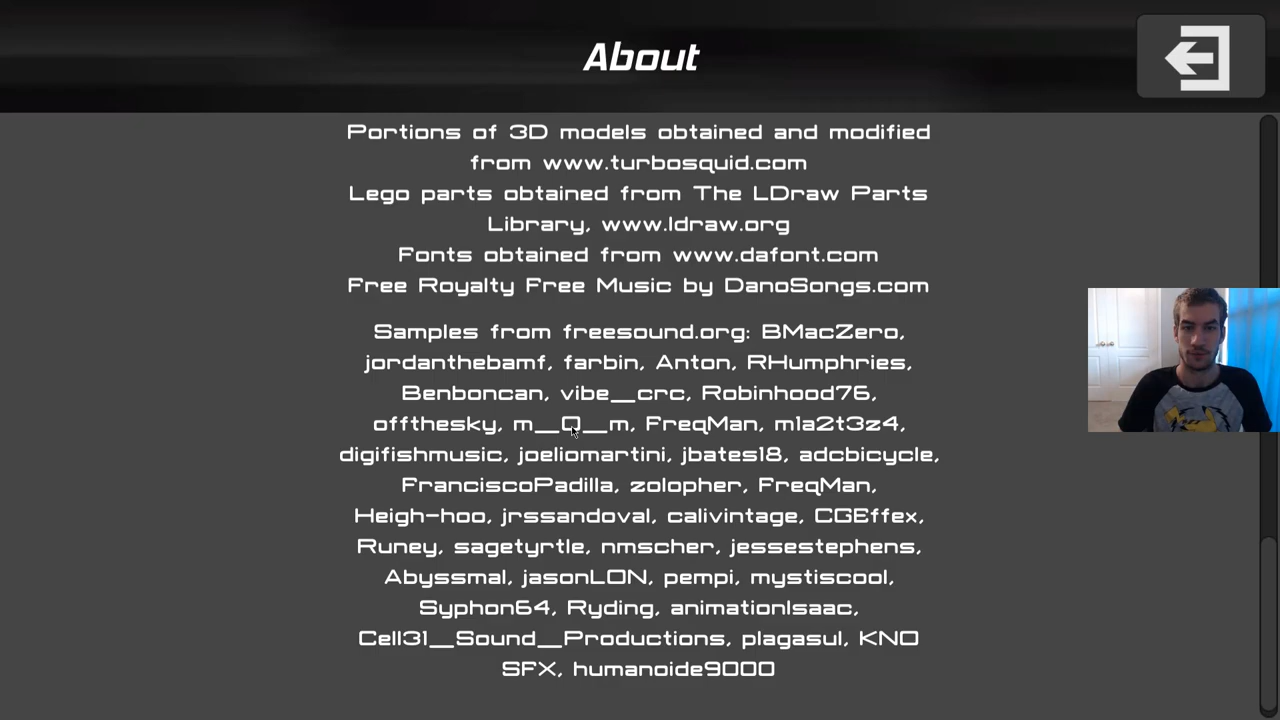 About
Portions of 3D models obtained and modified
from www.turbosquid.com
Lego parts obtained from The LDraw Parts
Library, www.ldraw.org
Fonts obtained from www.dafont.com
Free Royalty Free Music by DanoSongs.com
Samples from freesound.org: BMacZero,
jordanthebamf, farbin, Anton, RHumphries,
Benboncan, vibe__crc, Robinhood76,
offthesky, m__O__m, FreqMan, m1a2t3z4,
digifishmusic, joeliomartini, jbates18, adcbicycle,
FranciscoPadilla, zolopher, FreqMan,
Heigh-hoo, jrssandoval, calivintage, CGEffex,
Runey, sagetyrtle, nmscher, jessestephens,
Abyssmal, jasonLON, pempi, mystiscool,
Syphon64, Ryding, animationIsaac,
Cell31__Sound__Productions, plagasul, KNO
SFX, humanoide9000